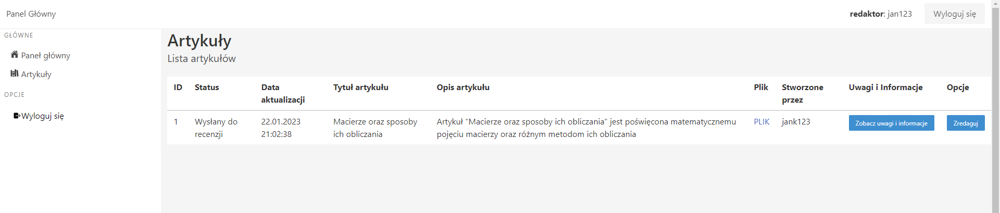 Panel Główny
redaktor: jan123
Wyloguj się
GŁÓWNE
Paneł główny
Artykuły
OPCJE
Wyloguj się
Artykuły
Lista artykułów
ID Status Data aktualizacji Tytuł artykułu Opis artykułu Plik Stworzone przez Uwagi i Informacje Opcje
1 Wysłany do recenzji 22.01.2023 21:02:38 Macierze oraz sposoby ich obliczania Artykuł "Macierze oraz sposoby ich obliczania" jest poświęcona matematycznemu pojęciu macierzy oraz różnym metodom ich obliczania PLIK jank123 Zobacz uwagi i informacje Zredaguj